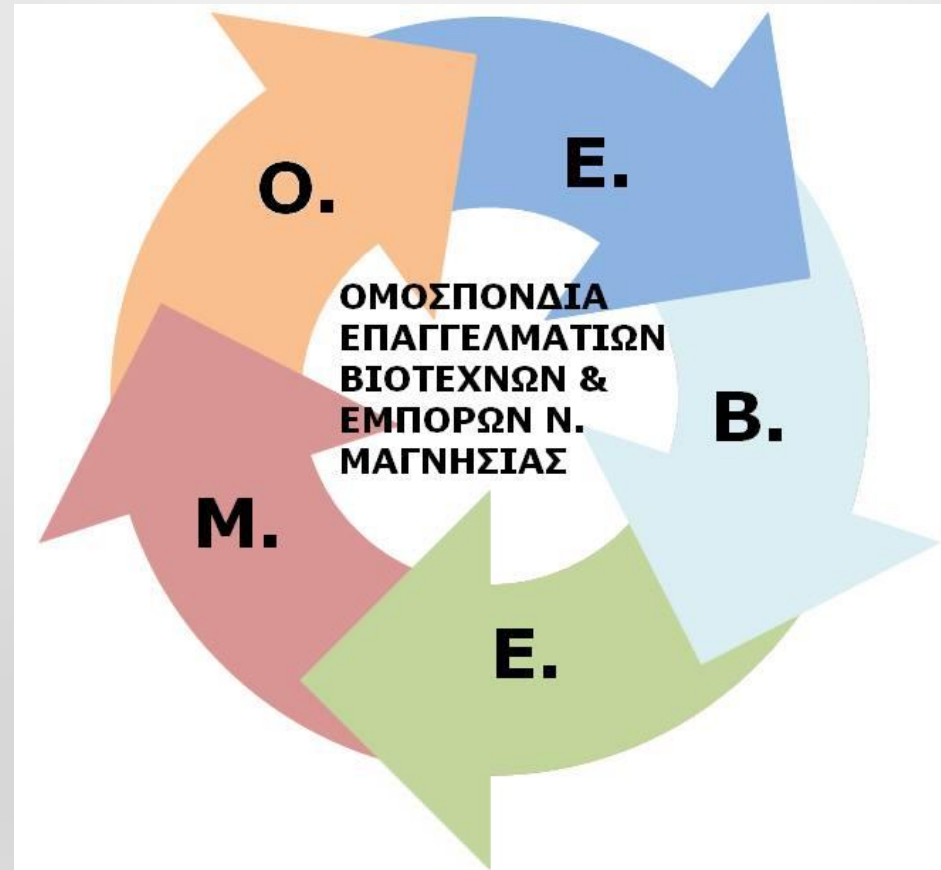 Ο.
Ε.
Β.
Ε.
Μ.
ΟΜΟΣΠΟΝΔΙΑ
ΕΠΑΓΓΕΛΜΑΤΙΩΝ
ΒΙΟΤΕΧΝΩΝ &
ΕΜΠΟΡΩΝ Ν.
ΜΑΓΝΗΣΙΑΣ